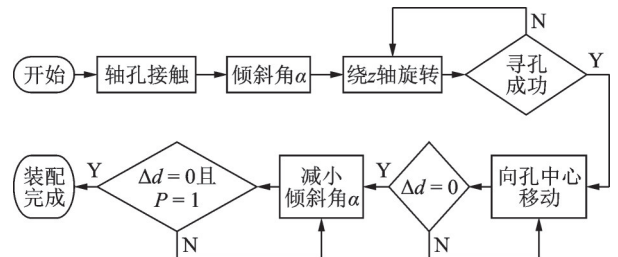 N
开始
轴孔接触
倾斜角α
绕z轴旋转
寻孔
成功
Y
装配
完成
Y
Δd = 0且
P = 1
减小
倾斜角α
Y
Δd = 0
向孔中心
移动
N
N